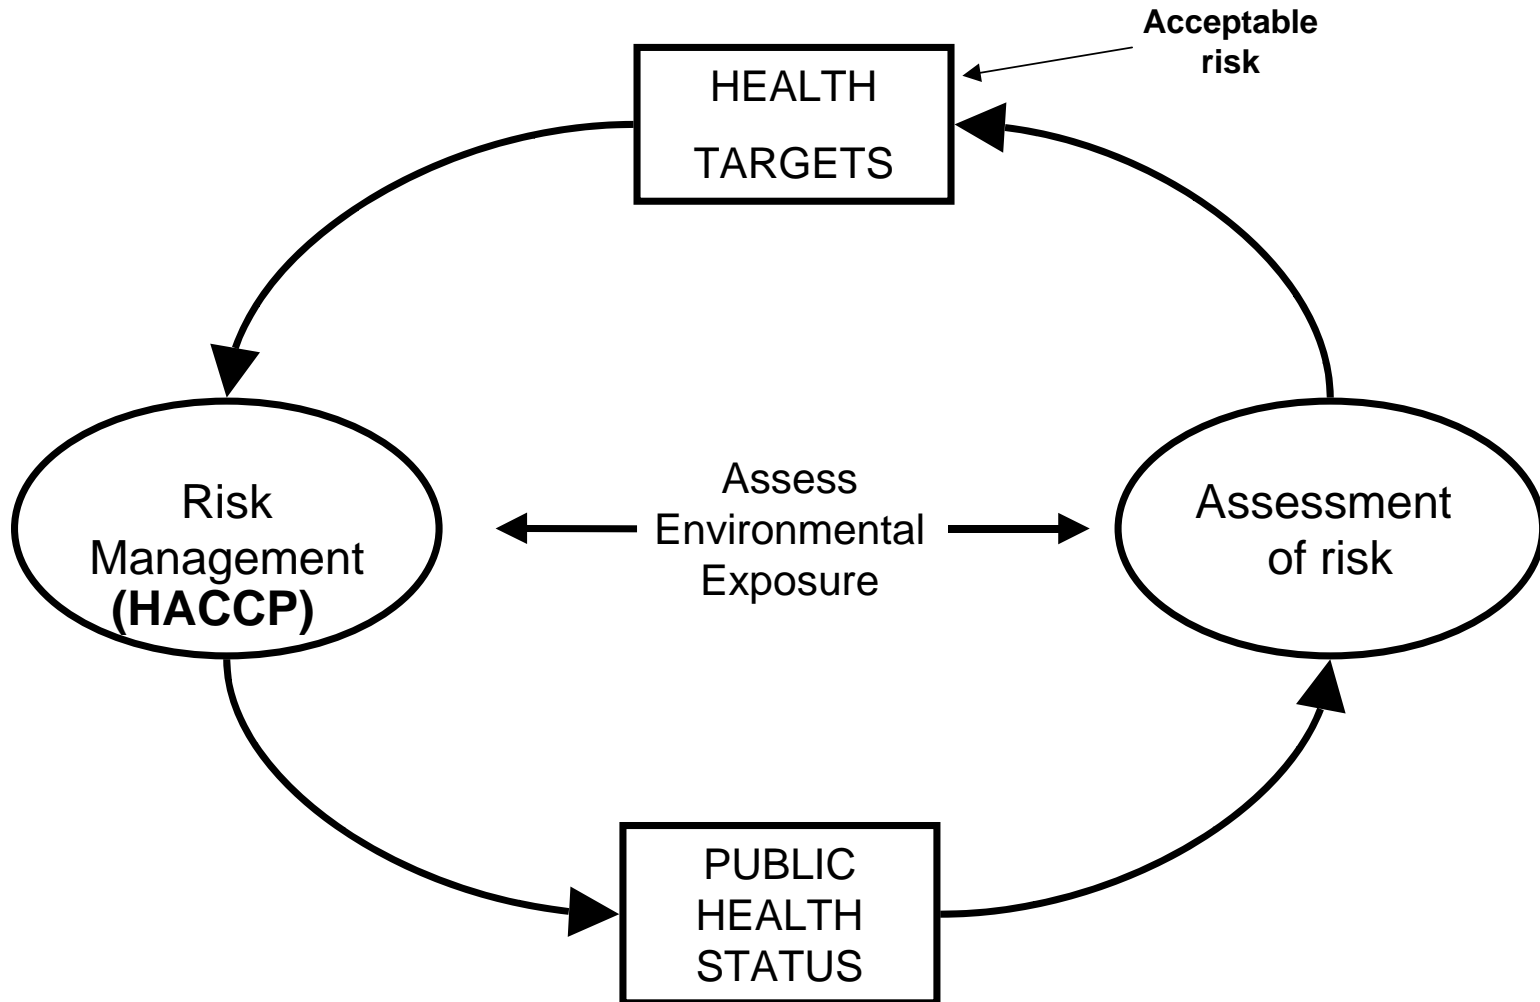 Acceptable
risk
HEALTH
TARGETS
Risk
Management
(HACCP)
Assess
Environmental
Exposure
Assessment
of risk
PUBLIC
HEALTH
STATUS